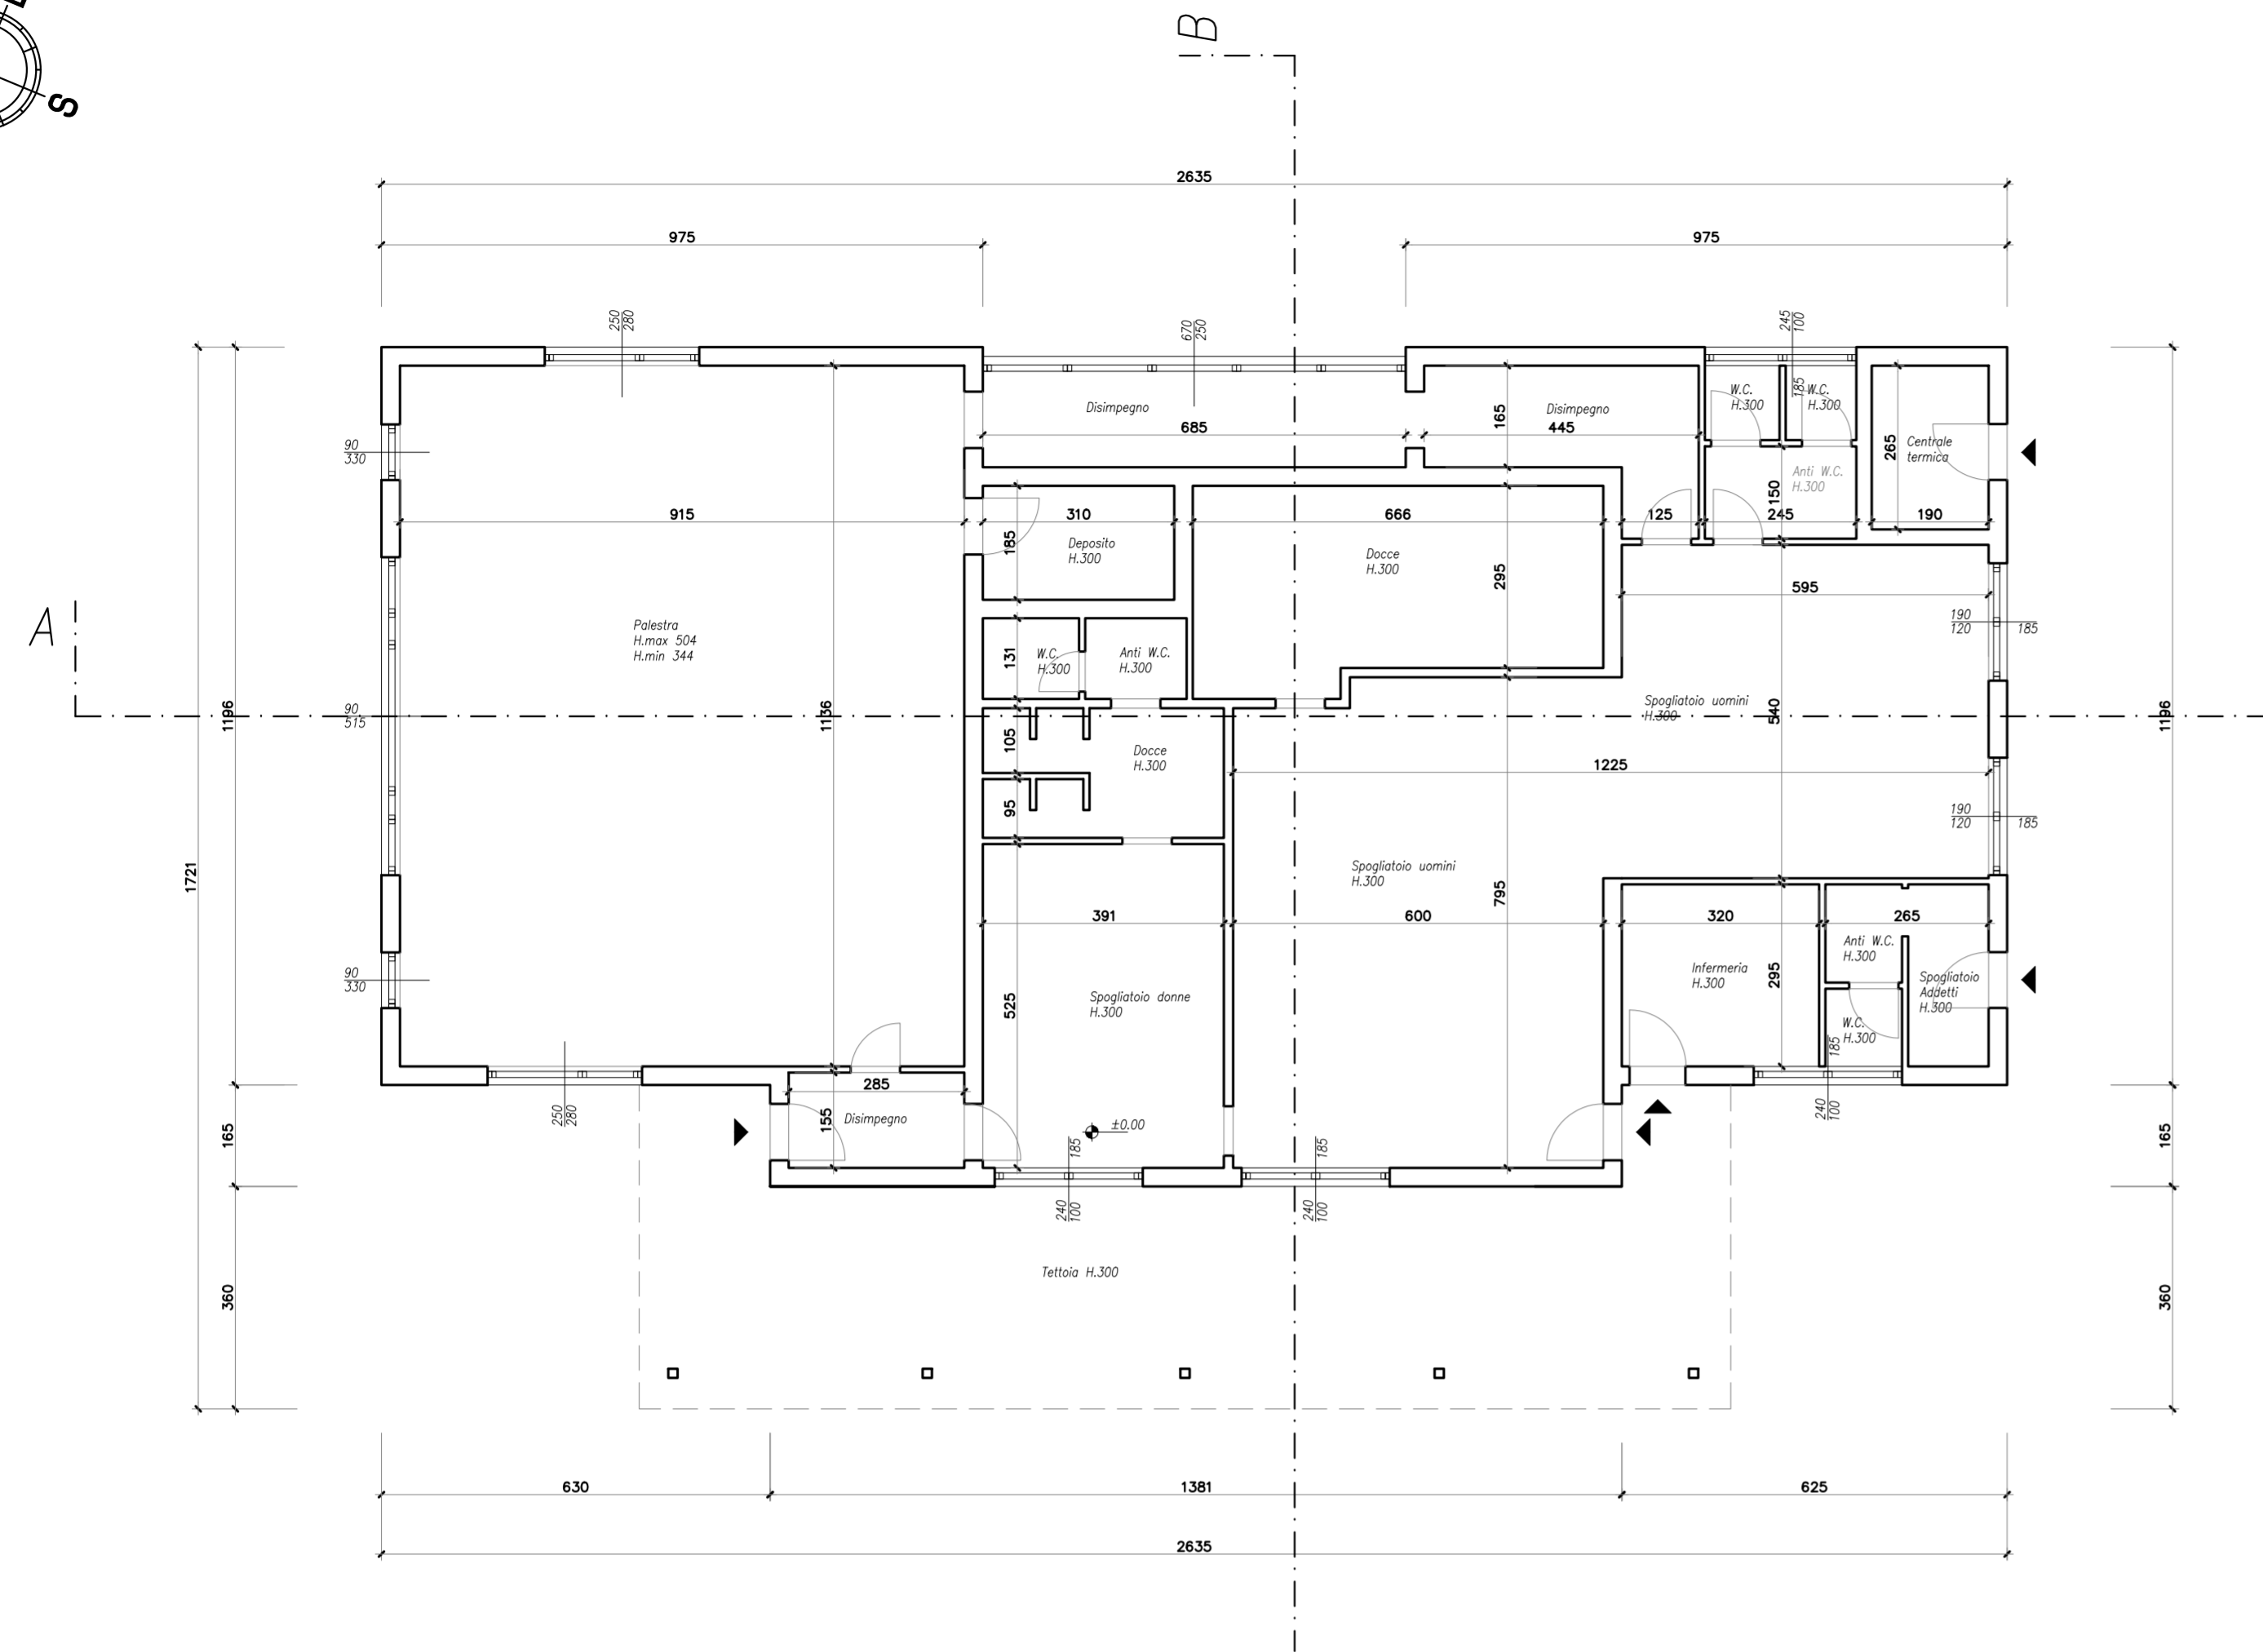 S
B
2635
975
975
250
280
670
250
245
100
185
W.C.
H.300
W.C.
H.300
Disimpegno
Disimpegno
165
685
445
90
330
265
Centrale
termica
Anti W.C.
H.300
150
915
310
666
125
245
190
185
Deposito
H.300
Docce
H.300
295
595
A
Palestra
H.max 504
H.min 344
190
120
185
131
W.C.
H.300
Anti W.C.
H.300
Spogliatoio uomini
H.300
1196
90
515
1136
540
1196
105
Docce
H.300
1225
95
190
120
185
1721
Spogliatoio uomini
H.300
795
391
600
320
265
Anti W.C.
H.300
90
330
525
Spogliatoio donne
H.300
Infermeria
H.300
295
Spogliatoio
Addetti
H.300
W.C.
H.300
185
285
250
280
155
Disimpegno
±0.00
185
185
240
100
165
165
240
100
240
100
Tettoia H.300
360
360
630
1381
625
2635